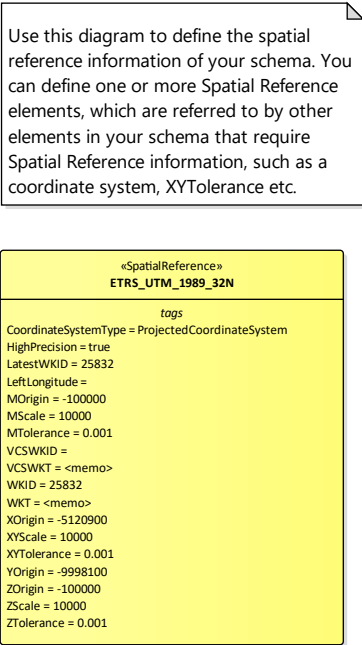 Use this diagram to define the spatial
reference information of your schema. You
can define one or more Spatial Reference
elements, which are referred to by other
elements in your schema that require
Spatial Reference information, such as a
coordinate system, XYTolerance etc.
«SpatialReference»
ETRS_UTM_1989_32N
tags
CoordinateSystemType = ProjectedCoordinateSystem
HighPrecision = true
LatestWKID = 25832
LeftLongitude =
MOrigin = -100000
MScale = 10000
MTolerance = 0.001
VCSWKID =
VCSWKT = <memo>
WKID = 25832
WKT = <memo>
XOrigin = -5120900
XYScale = 10000
XYTolerance = 0.001
YOrigin = -9998100
ZOrigin = -100000
ZScale = 10000
ZTolerance = 0.001